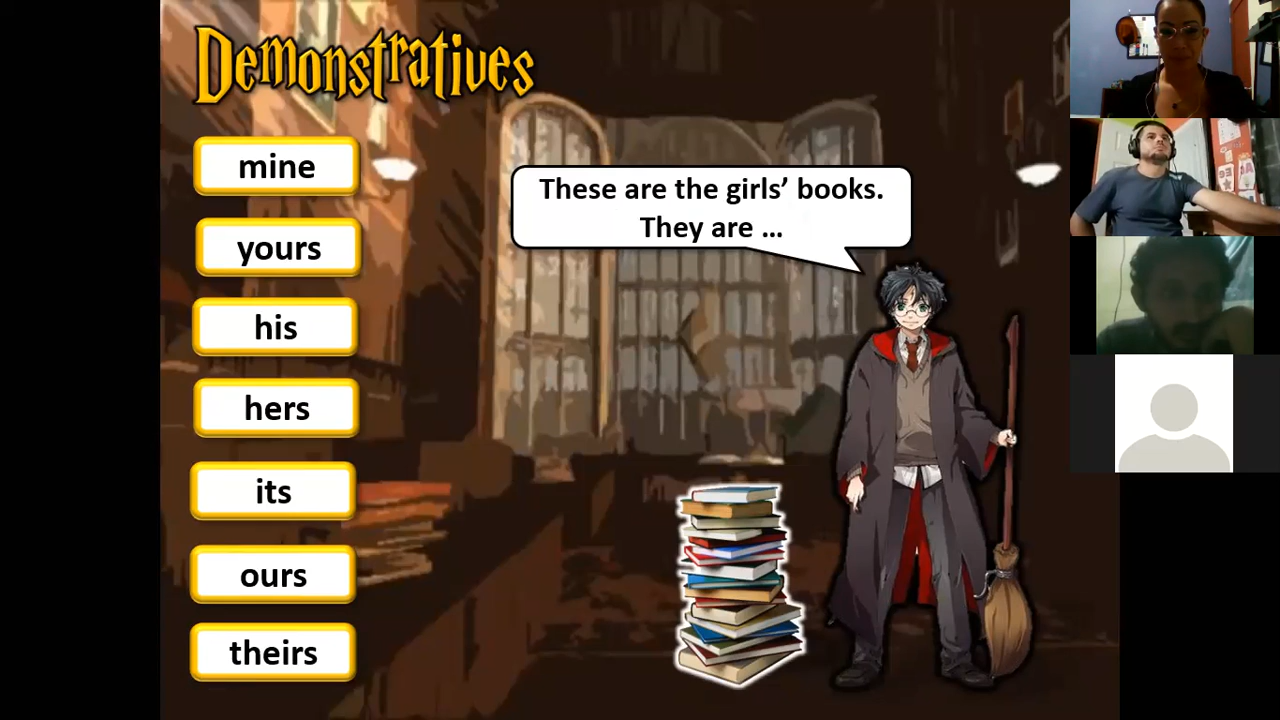 Demonstratives
mine
yours
his
hers
its
ours
theirs
These are the girls’ books.
They are ...